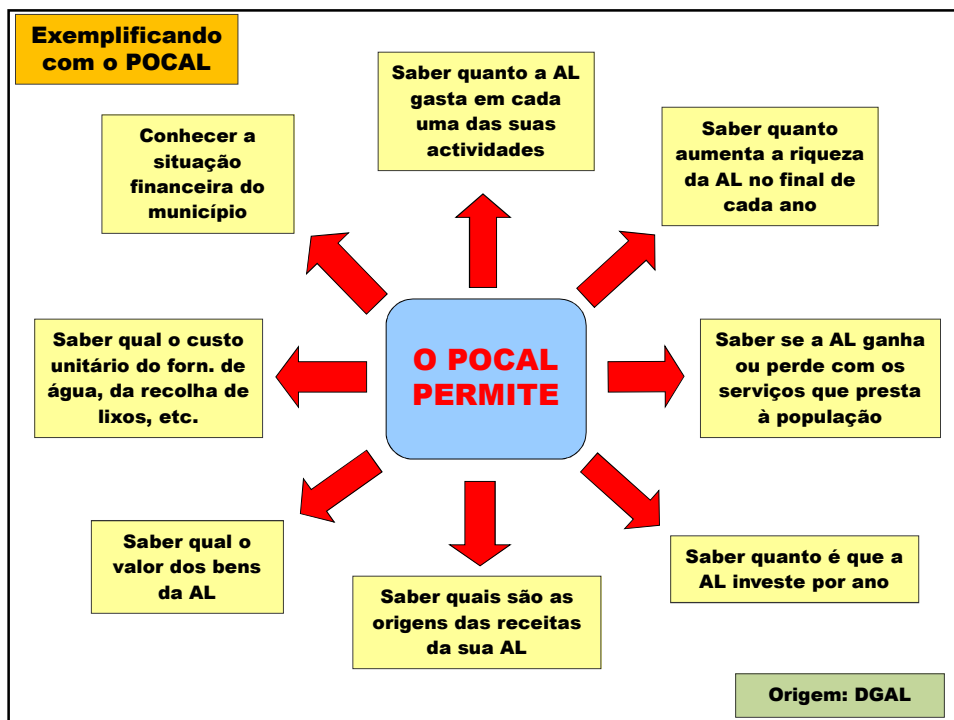 Exemplificando
com o POCAL
Saber quanto a AL
gasta em cada
uma das suas
actividades
Conhecer a
situação
financeira do
município
Saber quanto
aumenta a riqueza
da AL no final de
cada ano
Saber qual o custo
unitário do forn. de
água, da recolha de
lixos, etc.
O POCAL
PERMITE
Saber se a AL ganha
ou perde com os
serviços que presta
à população
Saber qual o
valor dos bens
da AL
Saber quais são as
origens das receitas
da sua AL
Saber quanto é que a
AL investe por ano
Origem: DGAL